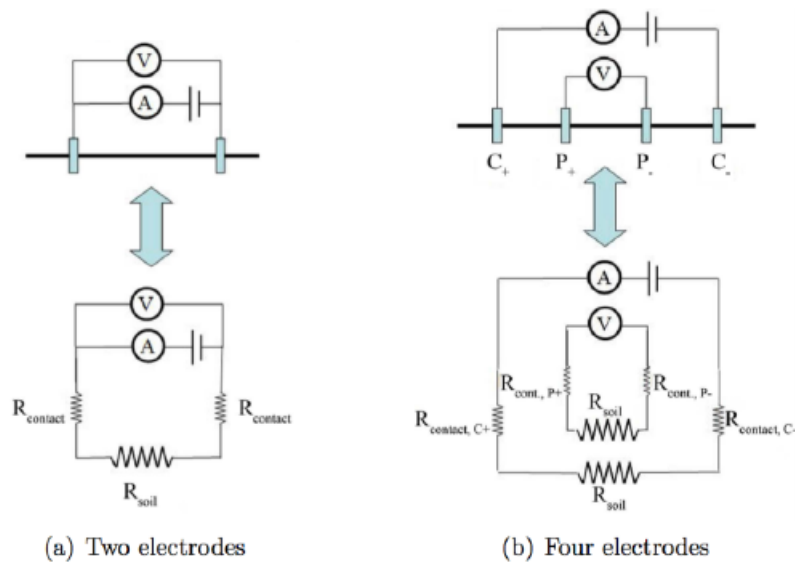 V
A
A
V
C+ P+ P- C-
V
A
R contact
R contact
R soil
A
V
R cont., P+
R cont., P-
R soil
R contact, C+
R contact, C-
R soil
(a) Two electrodes
(b) Four electrodes